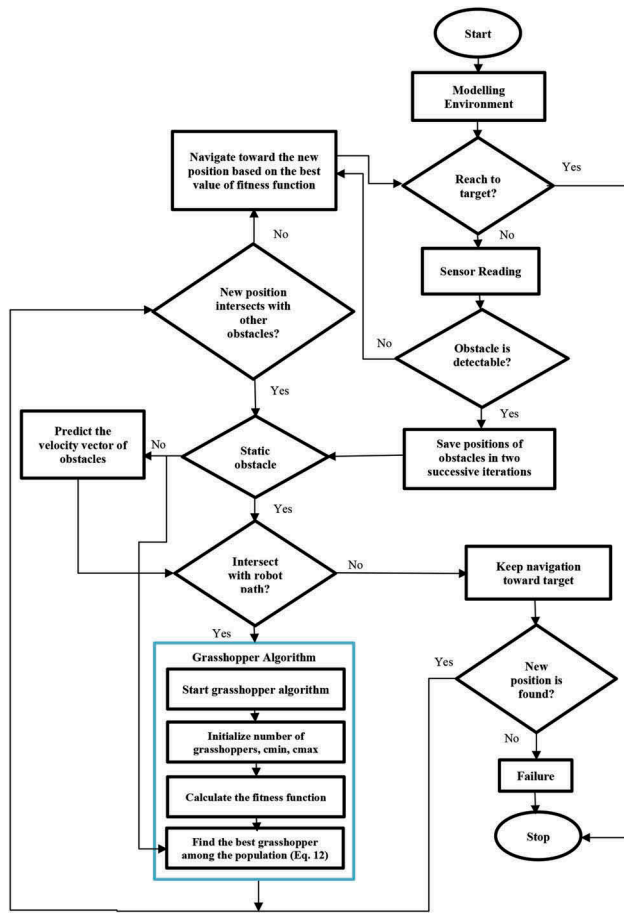 Start
Modelling
Environment
Navigate toward the new
position based on the best
value of fitness function
Reach to
target?
Yes
No
No
Sensor Reading
New position
intersects with
other
obstacles?
No
Obstacle is
detectable?
Yes
Yes
Predict the
velocity vector of
obstacles
No
Static
obstacle
Save positions of
obstacles in two
successive iterations
Yes
Intersect
with robot
path?
No
Keep navigation
toward target
Yes
Grasshopper Algorithm
Start grasshopper algorithm
Initialize number of
grasshoppers, cmin, cmax
Calculate the fitness function
Find the best grasshopper
among the population (Eq. 12)
Yes
New
position is
found?
No
Failure
Stop